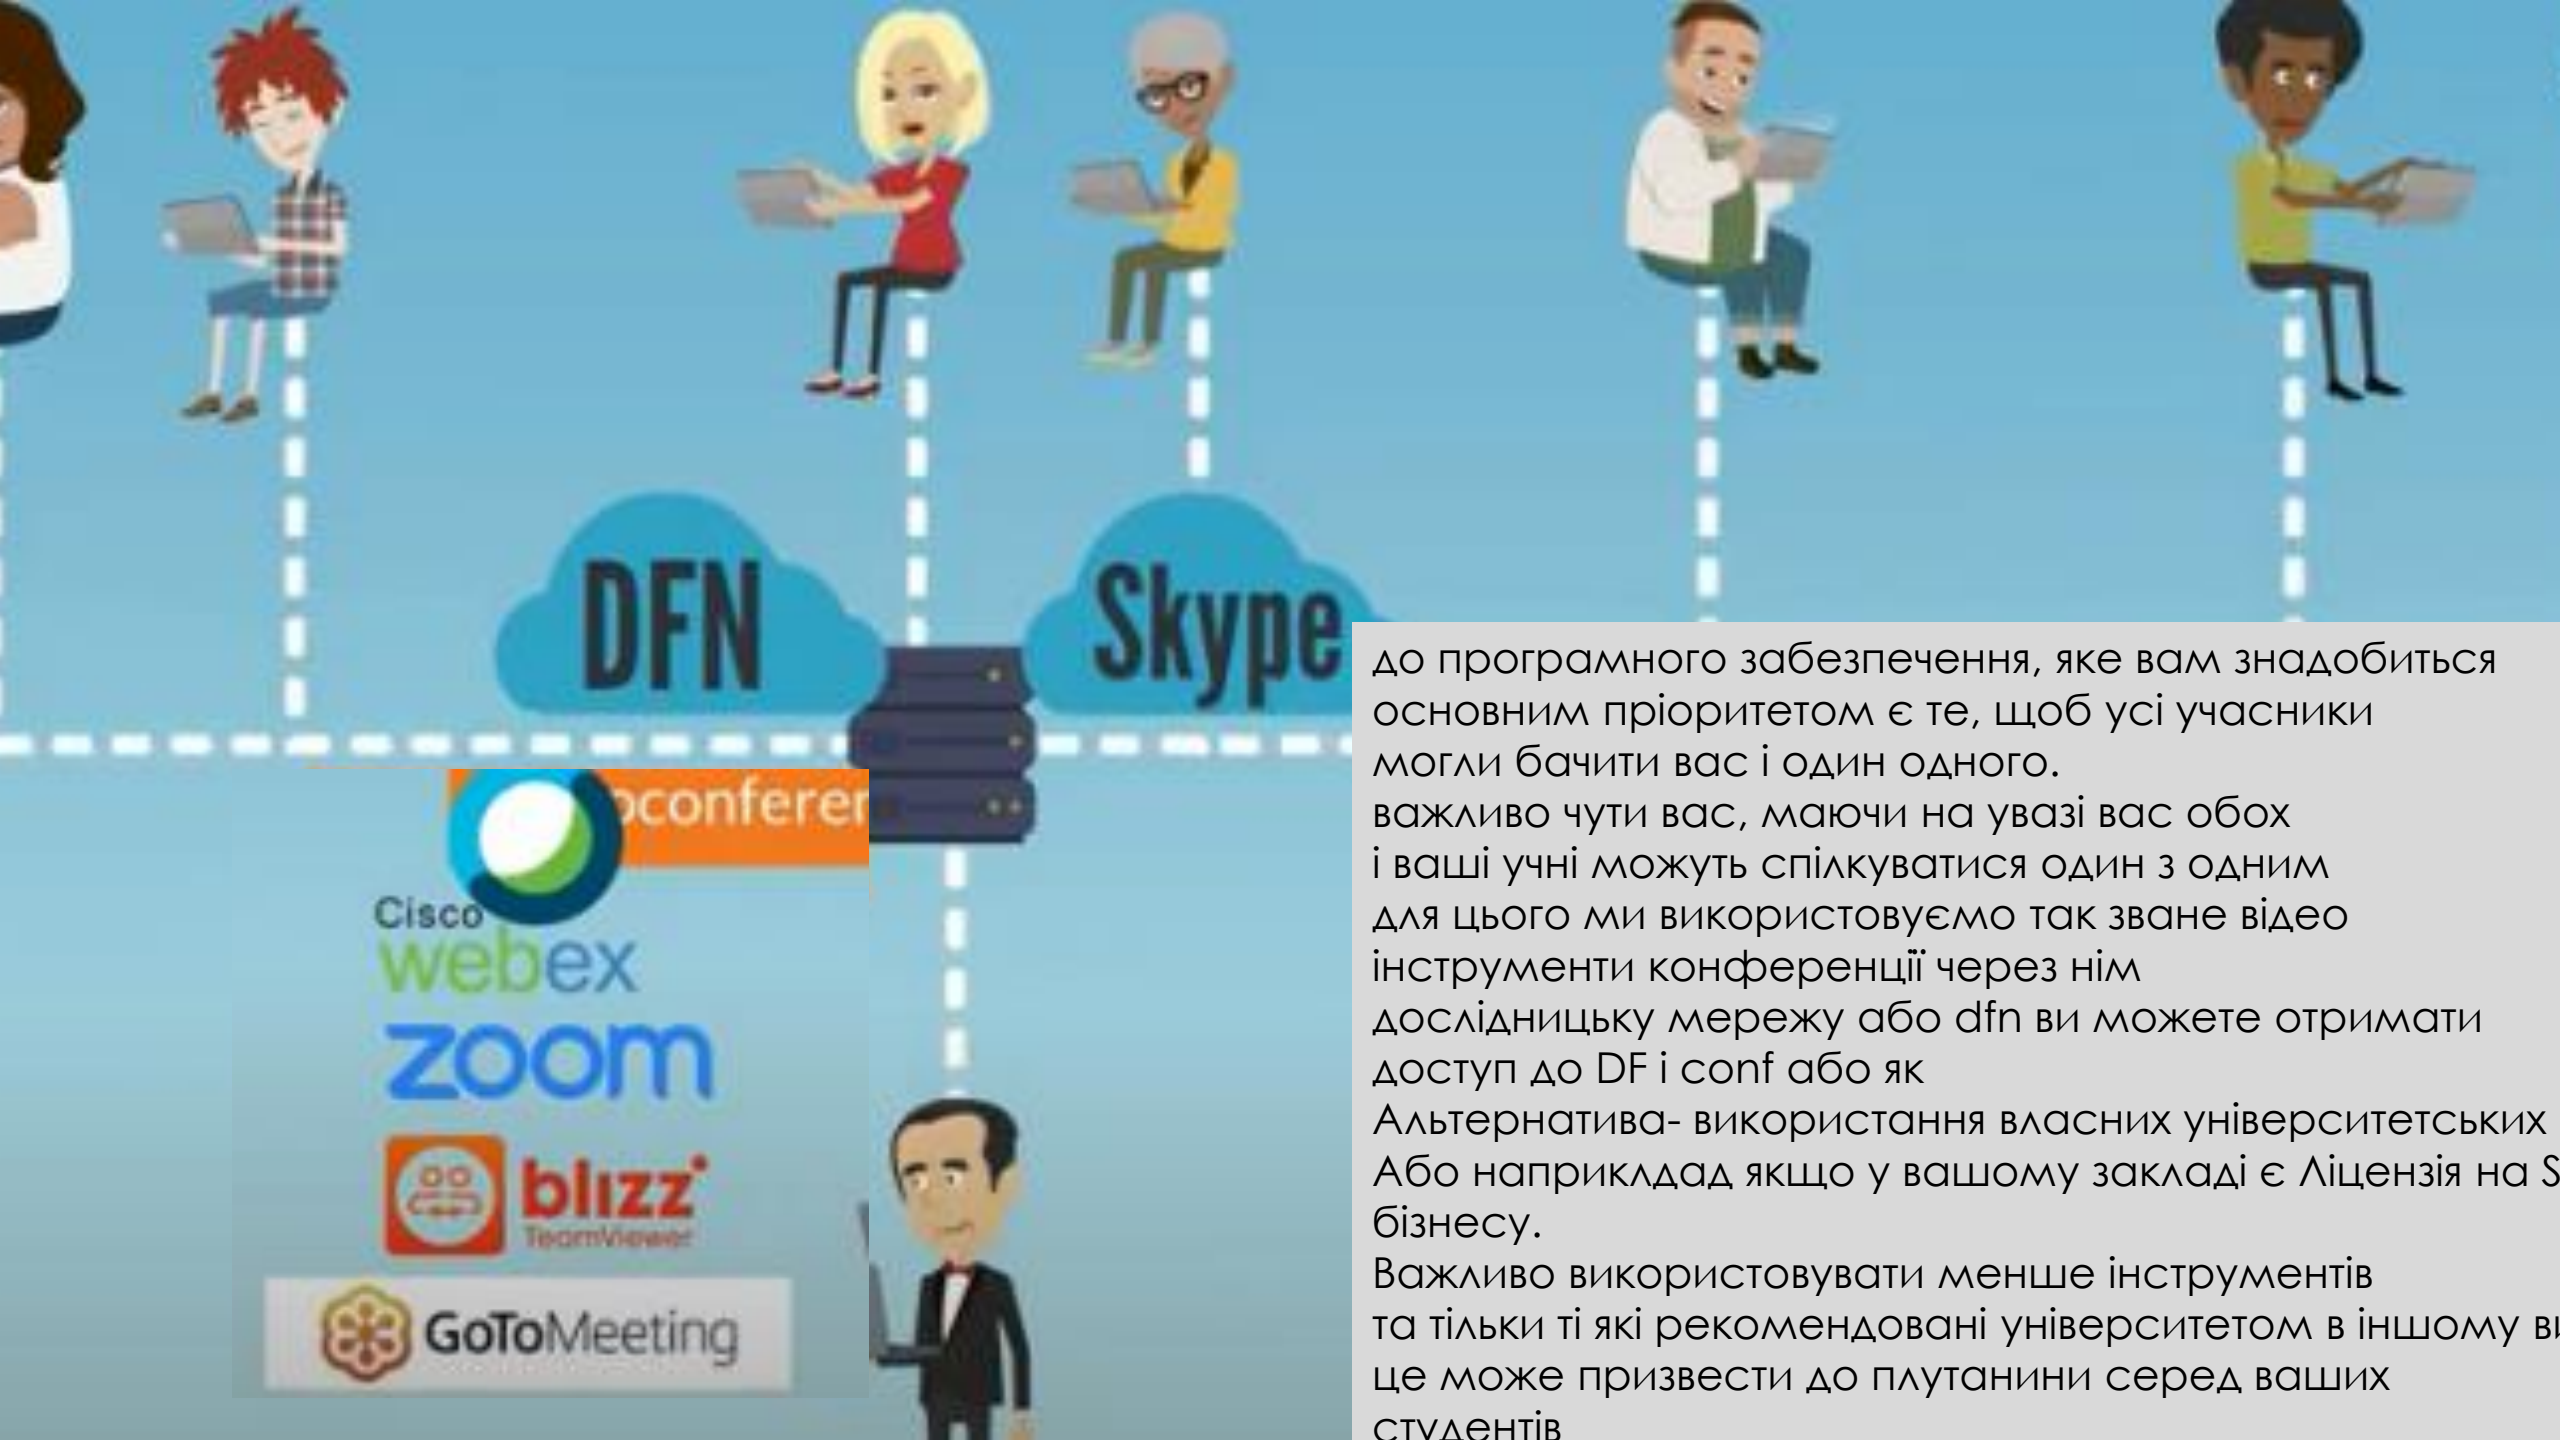 DFN
Skype
Cisco
webex
zoom
blizz
TeamViewer
GoToMeeting
до програмного забезпечення, яке вам знадобиться
основним пріоритетом є те, щоб усі учасники
могли бачити вас і один одного.
важливо чути вас, маючи на увазі вас обох
і ваші учні можуть спілкуватися один з одним
для цього ми використовуємо так зване відео
інструменти конференції через нім
дослідницьку мережу або dfn ви можете отримати
доступ до DF і conf або як
Альтернатива- використання власних університетських
Або наприклдад якщо у вашому закладі є Ліцензія на
бізнесу.
Важливо використовувати менше інструментів
та тільки ті які рекомендовані університетом в іншому
це може призвести до плутанини серед ваших
студентів